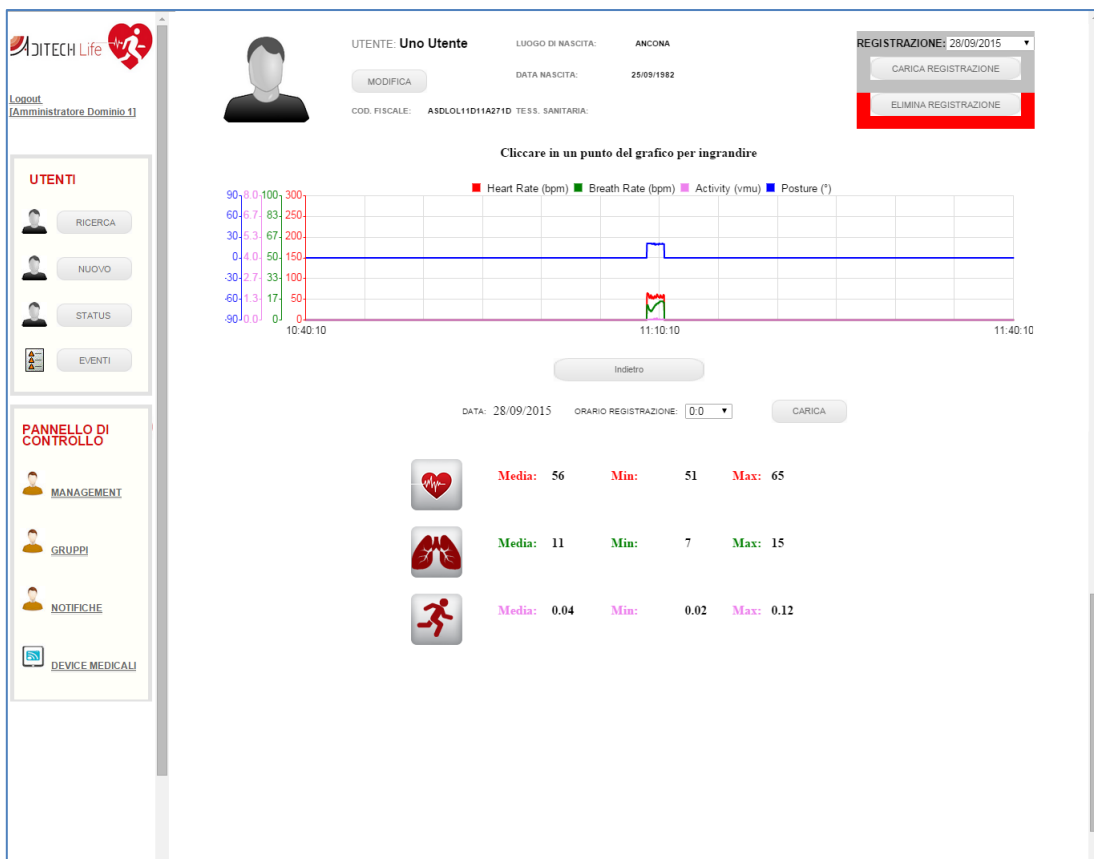 ADITECH Life
Logout
[Amministratore Dominio 1]
UTENTI
RICERCA
NUOVO
STATUS
EVENTI
PANNELLO DI
CONTROLLO
MANAGEMENT
GRUPPI
NOTIFICHE
DEVICE MEDICALI
UTENTE: Uno Utente LUOGO DI NASCITA: ANCONA
MODIFICA DATA NASCITA: 25/09/1982
COD. FISCALE: ASDLOL11D11A271D TESS. SANITARIA:
REGISTRAZIONE: 28/09/2015
CARICA REGISTRAZIONE
ELIMINA REGISTRAZIONE
Cliccare in un punto del grafico per ingrandire
Heart Rate (bpm) Breath Rate (bpm) Activity (vmu) Posture (°)
90 8.0 100 300
60 6.7 83 250
30 5.3 67 200
0 4.0 50 150
-30 2.7 33 100
-60 1.3 17 50
-90 0.0 0 0
10:40:10 11:10:10 11:40:10
Indietro
DATA: 28/09/2015 ORARIO REGISTRAZIONE: 0:0 CARICA
Media: 56 Min: 51 Max: 65
Media: 11 Min: 7 Max: 15
Media: 0.04 Min: 0.02 Max: 0.12